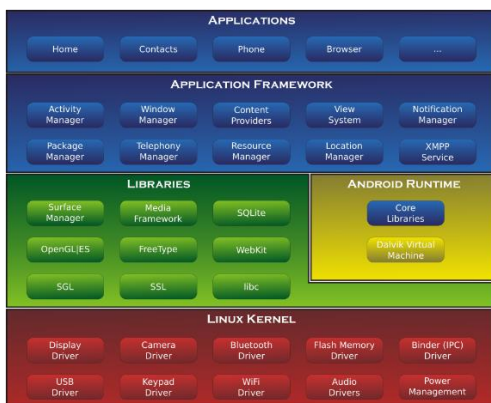 APPLICATIONS
Home
Contacts
Phone
Browser
...
APPLICATION FRAMEWORK
Activity
Manager
Window
Manager
Content
Providers
View
System
Notification
Manager
Package
Manager
Telephony
Manager
Resource
Manager
Location
Manager
XMPP
Service
LIBRARIES
Surface
Manager
Media
Framework
SQLite
OpenGL|ES
FreeType
WebKit
SGL
SSL
libc
ANDROID RUNTIME
Core
Libraries
Dalvik Virtual
Machine
LINUX KERNEL
Display
Driver
Camera
Driver
Bluetooth
Driver
Flash Memory
Driver
Binder (IPC)
Driver
USB
Driver
Keypad
Driver
WiFi
Driver
Audio
Drivers
Power
Management